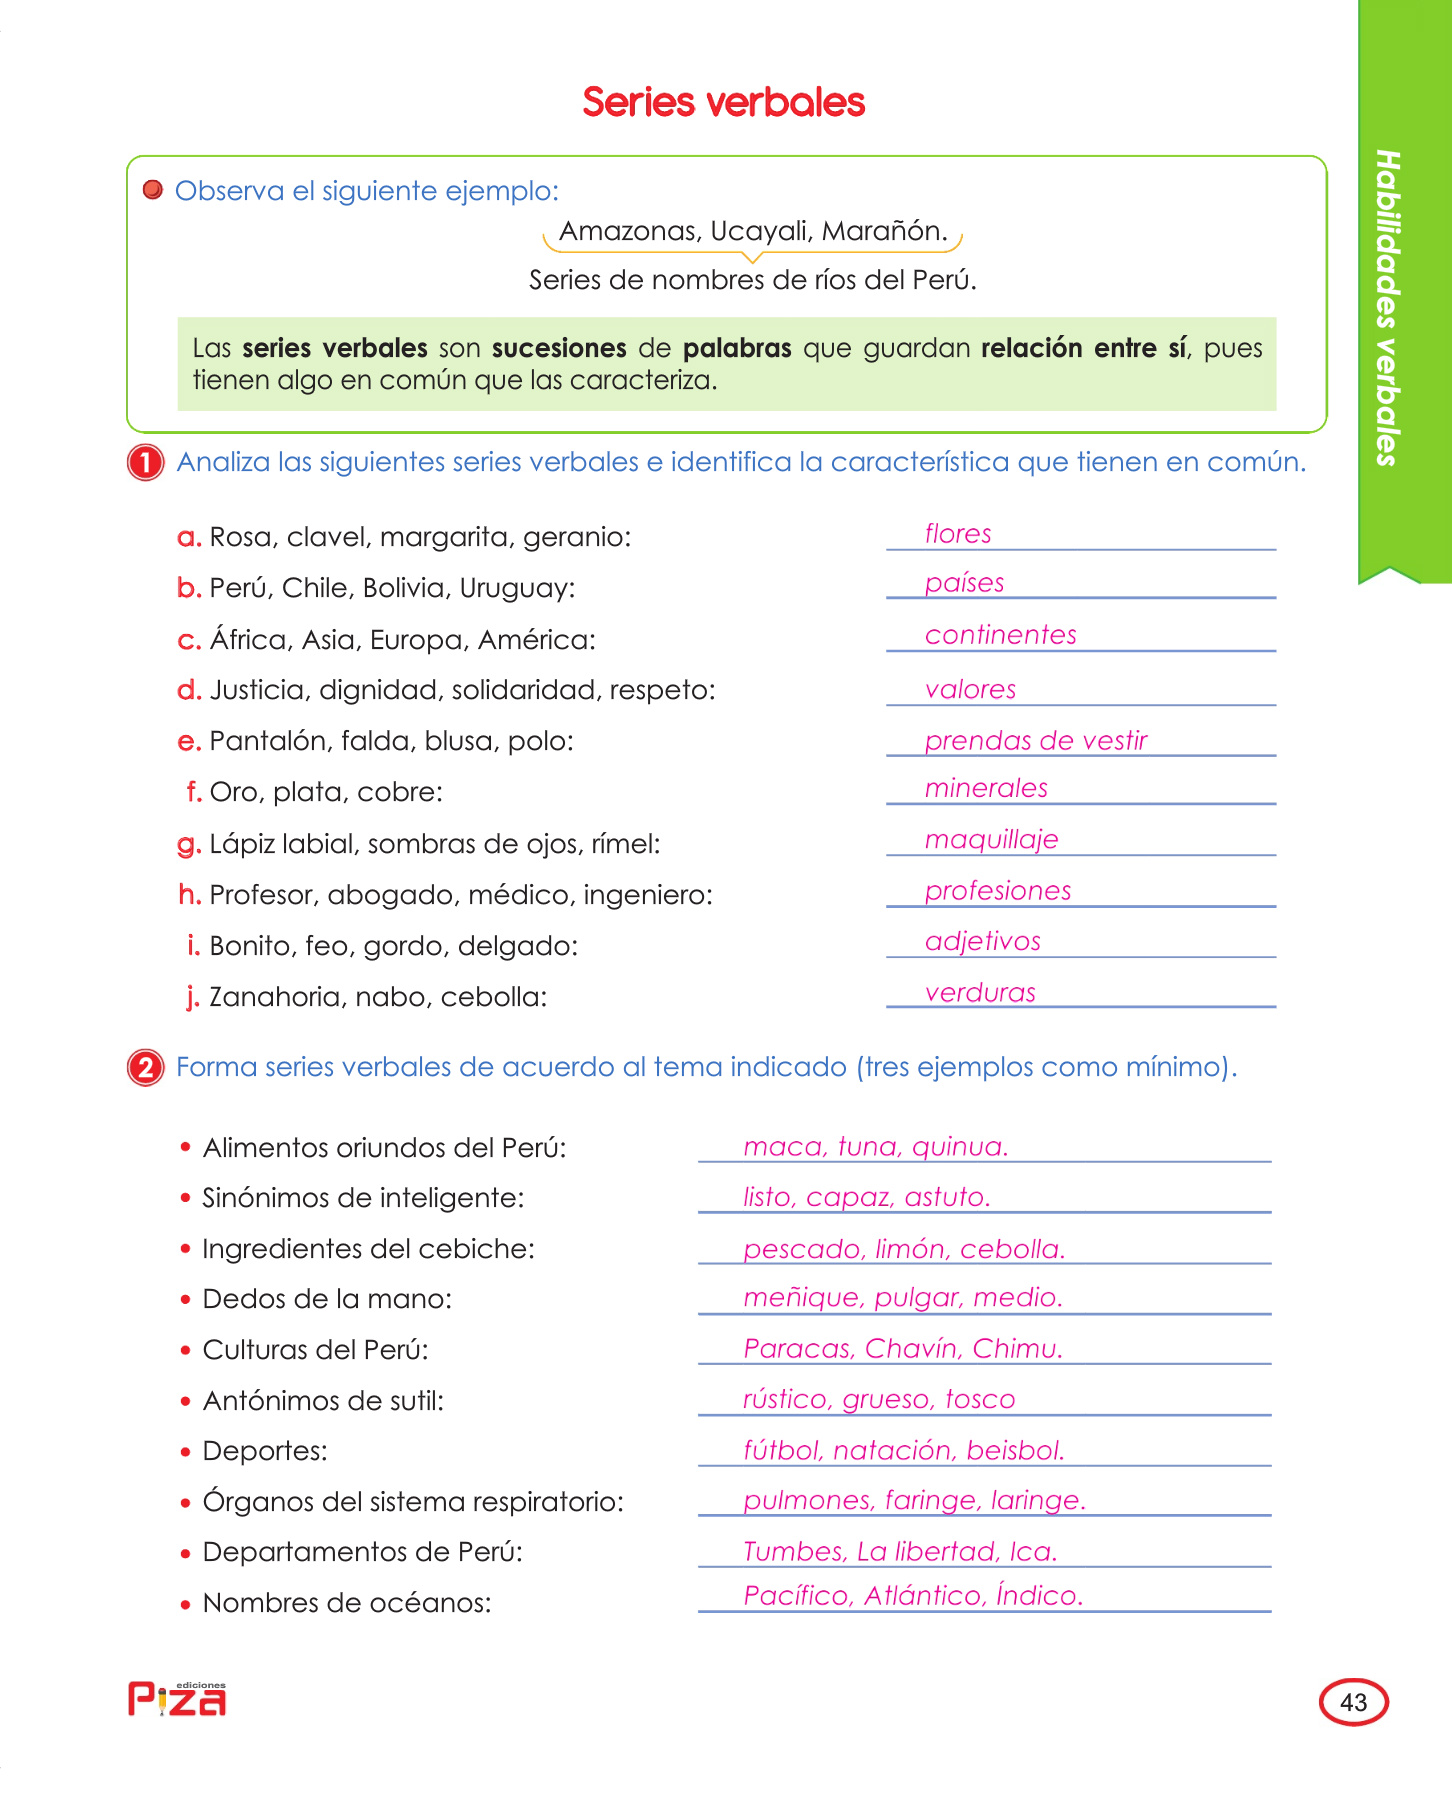 Series verbales
Habilidades verbales
Observa el siguiente ejemplo:
Amazonas, Ucayali, Marañón.
Series de nombres de ríos del Perú.
Las series verbales son sucesiones de palabras que guardan relación entre sí, pues
tienen algo en común que las caracteriza.
1 Analiza las siguientes series verbales e identifica la característica que tienen en común.
a. Rosa, clavel, margarita, geranio: flores
b. Perú, Chile, Bolivia, Uruguay: países
c. África, Asia, Europa, América: continentes
d. Justicia, dignidad, solidaridad, respeto: valores
e. Pantalón, falda, blusa, polo: prendas de vestir
f. Oro, plata, cobre: minerales
g. Lápiz labial, sombras de ojos, rímel: maquillaje
h. Profesor, abogado, médico, ingeniero: profesiones
i. Bonito, feo, gordo, delgado: adjetivos
j. Zanahoria, nabo, cebolla: verduras
2 Forma series verbales de acuerdo al tema indicado (tres ejemplos como mínimo).
• Alimentos oriundos del Perú: maca, tuna, quinua.
• Sinónimos de inteligente: listo, capaz, astuto.
• Ingredientes del cebiche: pescado, limón, cebolla.
• Dedos de la mano: meñique, pulgar, medio.
• Culturas del Perú: Paracas, Chavín, Chimu.
• Antónimos de sutil: rústico, grueso, tosco
• Deportes: fútbol, natación, beisbol.
• Órganos del sistema respiratorio: pulmones, faringe, laringe.
• Departamentos de Perú: Tumbes, La libertad, Ica.
• Nombres de océanos: Pacífico, Atlántico, Índico.
ediciones
Piza
43